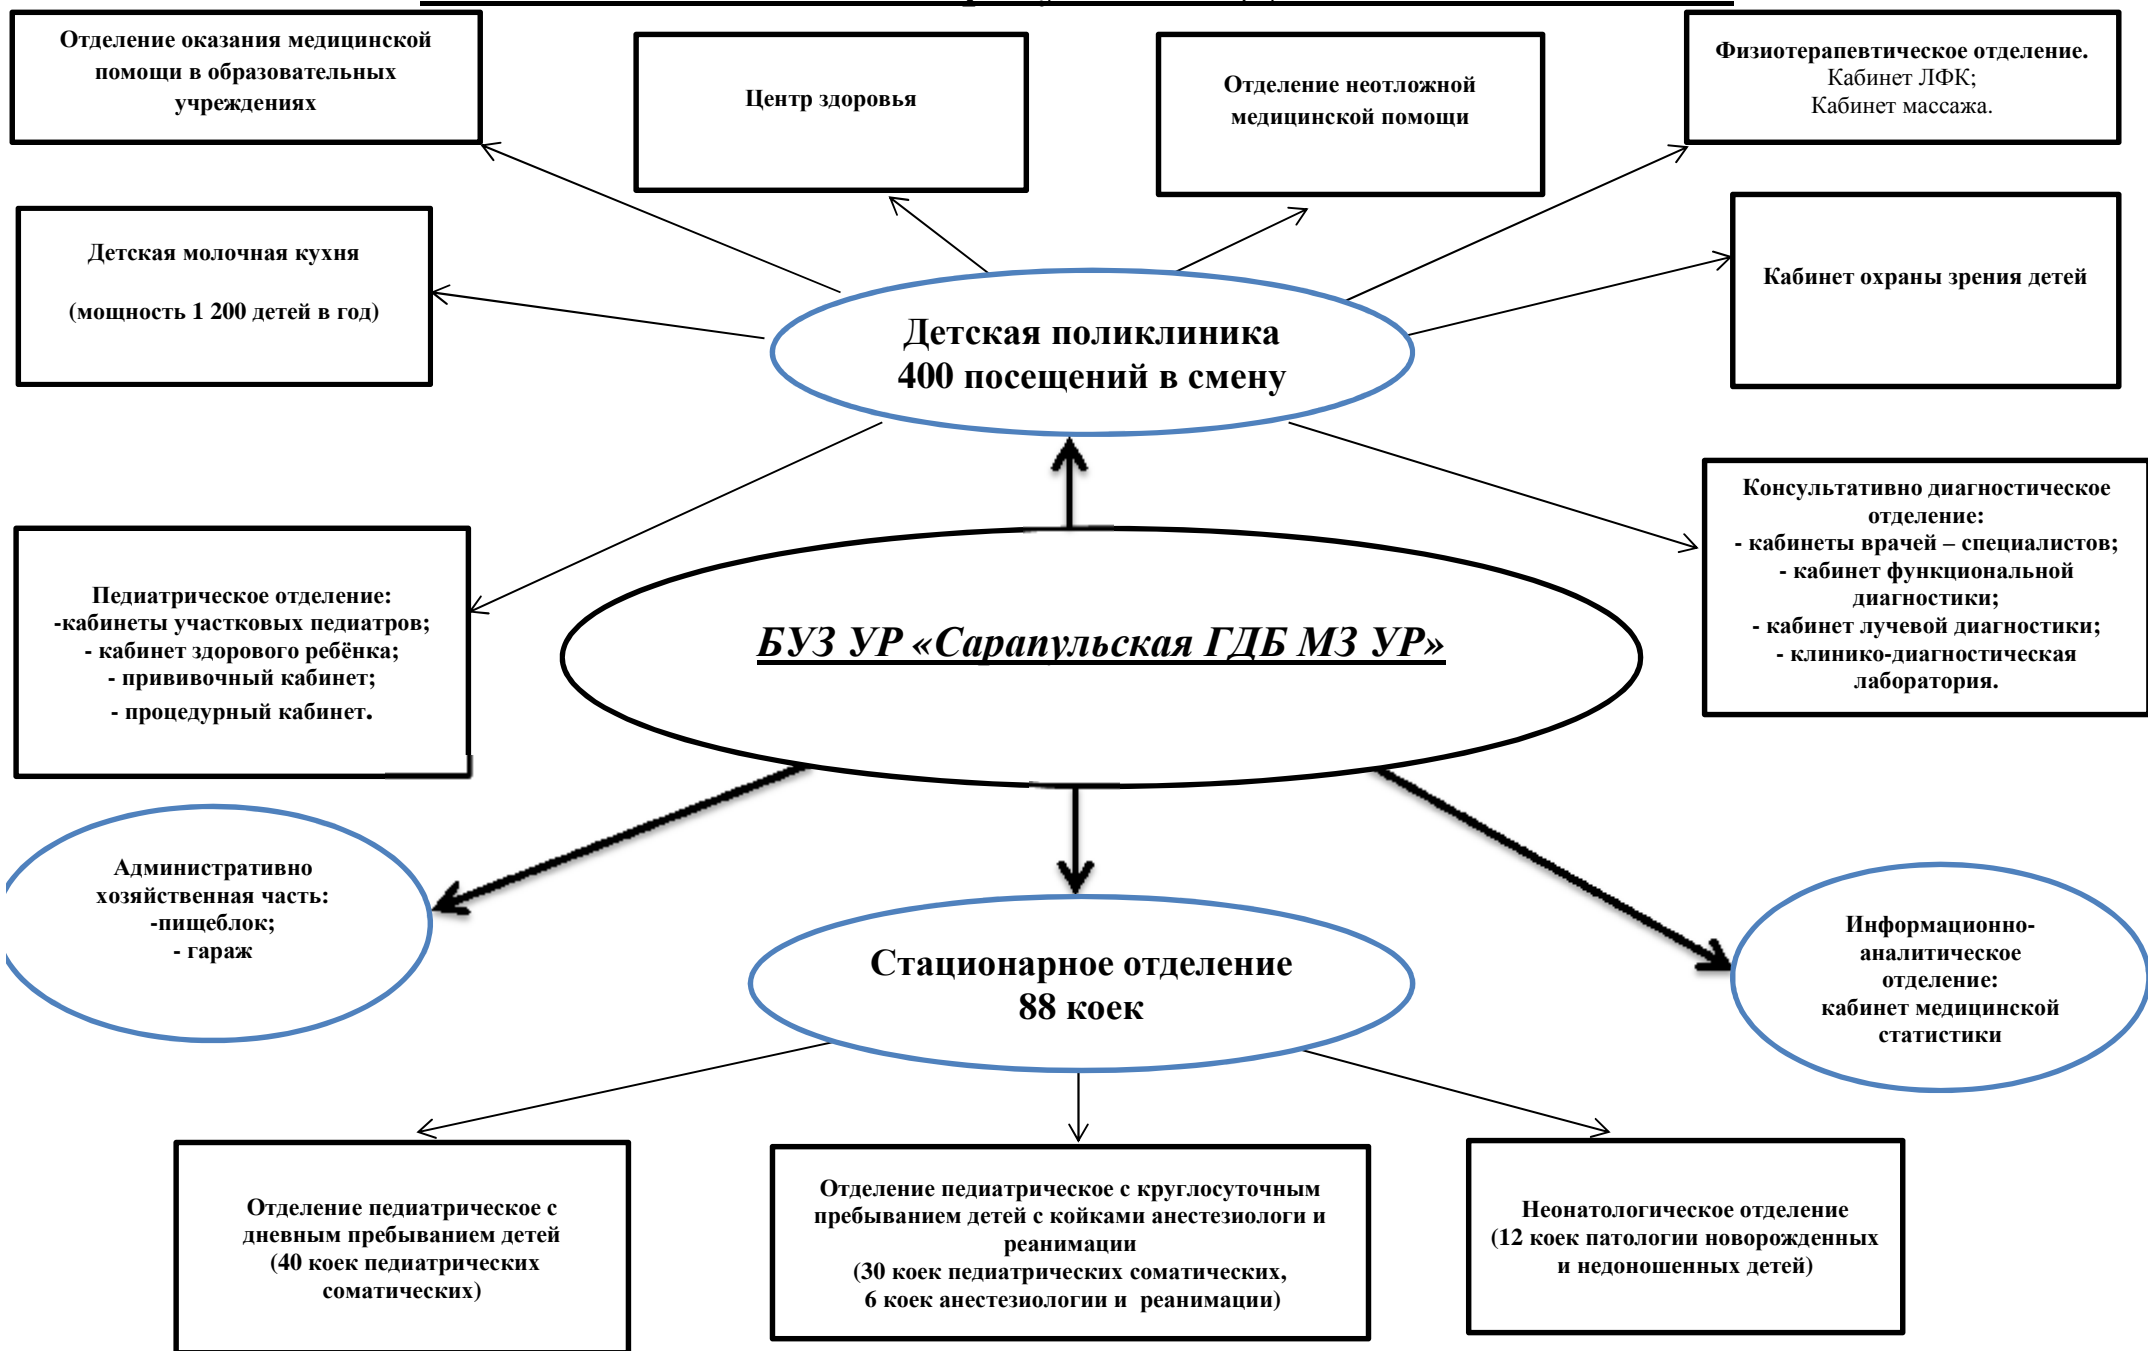 Отделение оказания медицинской
помощи в образовательных
учреждениях
Центр здоровья
Отделение неотложной
медицинской помощи
Физиотерапевтическое отделение.
Кабинет ЛФК;
Кабинет массажа.
Детская молочная кухня
(мощность 1 200 детей в год)
Кабинет охраны зрения детей
Детская поликлиника
400 посещений в смену
Консультативно диагностическое
отделение:
- кабинеты врачей – специалистов;
- кабинет функциональной
диагностики;
- кабинет лучевой диагностики;
- клинико-диагностическая
лаборатория.
Педиатрическое отделение:
-кабинеты участковых педиатров;
- кабинет здорового ребёнка;
- прививочный кабинет;
- процедурный кабинет.
БУЗ УР «Сарапульская ГДБ МЗ УР»
Административно
хозяйственная часть:
-пищеблок;
- гараж
Стационарное отделение
88 коек
Информационно-
аналитическое
отделение:
кабинет медицинской
статистики
Отделение педиатрическое с
дневным пребыванием детей
(40 коек педиатрических
соматических)
Отделение педиатрическое с круглосуточным
пребыванием детей с койками анестезиологи и
реанимации
(30 коек педиатрических соматических,
6 коек анестезиологии и  реанимации)
Неонатологическое отделение
(12 коек патологии новорожденных
и недоношенных детей)